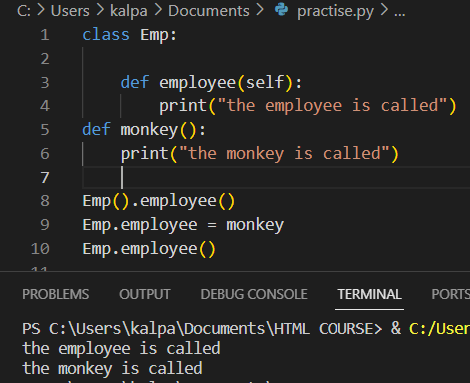 C: > Users > kalpa > Documents > practise.py > ...
1 class Emp:
2
3     def employee(self):
4         print("the employee is called")
5 def monkey():
6     print("the monkey is called")
7
8 Emp().employee()
9 Emp.employee = monkey
10 Emp.employee()
PROBLEMS OUTPUT DEBUG CONSOLE TERMINAL PORTS
PS C:\Users\kalpa\Documents\HTML COURSE> & C:/User
the employee is called
the monkey is called